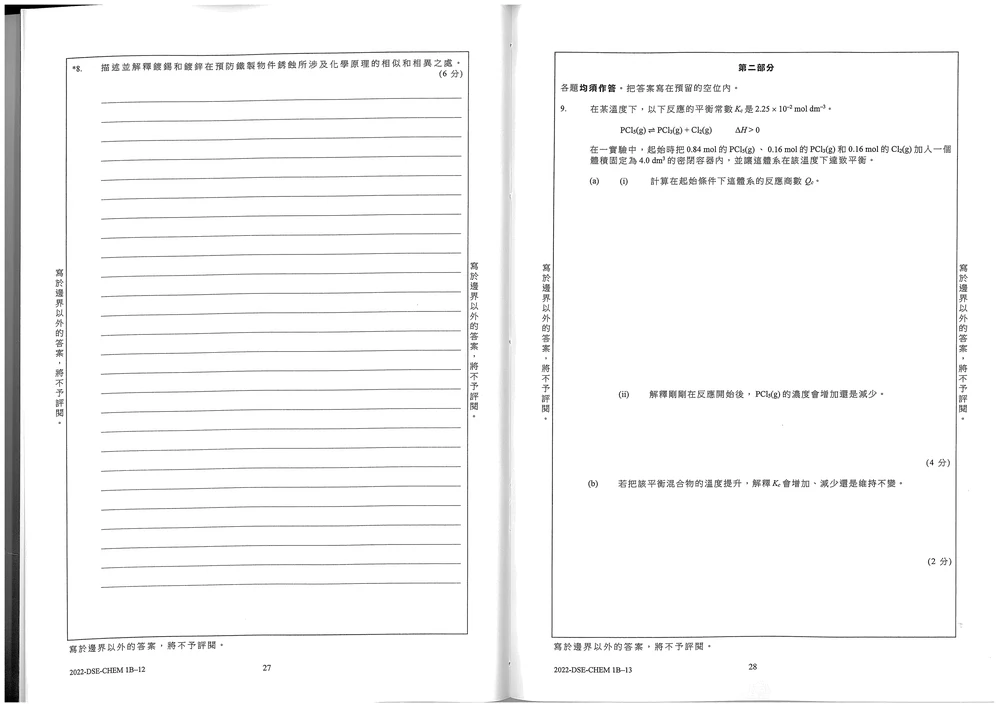 *8. 描述並解釋鍍錫和鍍鋅在預防鐵製物件銹蝕所涉及化學原理的相似和相異之處。
(6 分)
寫於邊界以外的答案，將不予評閱。
寫於邊界以外的答案，將不予評閱。
寫於邊界以外的答案，將不予評閱。
2022-DSE-CHEM 1B–12
27
第二部分
各題均須作答。把答案寫在預留的空位內。
9. 在某溫度下，以下反應的平衡常數 Kc 是 2.25 × 10⁻² mol dm⁻³。
PCl₅(g) ⇌ PCl₃(g) + Cl₂(g) ΔH > 0
在一實驗中，起始時把 0.84 mol 的 PCl₅(g) 、 0.16 mol 的 PCl₃(g) 和 0.16 mol 的 Cl₂(g) 加入一個
體積固定為 4.0 dm³ 的密閉容器內，並讓這體系在該溫度下達致平衡。
(a) (i) 計算在起始條件下這體系的反應商數 Qc。
(ii) 解釋剛剛在反應開始後，PCl₅(g) 的濃度會增加還是減少。
(4 分)
(b) 若把該平衡混合物的溫度提升，解釋 Kc 會增加、減少還是維持不變。
(2 分)
寫於邊界以外的答案，將不予評閱。
寫於邊界以外的答案，將不予評閱。
寫於邊界以外的答案，將不予評閱。
2022-DSE-CHEM 1B–13
28